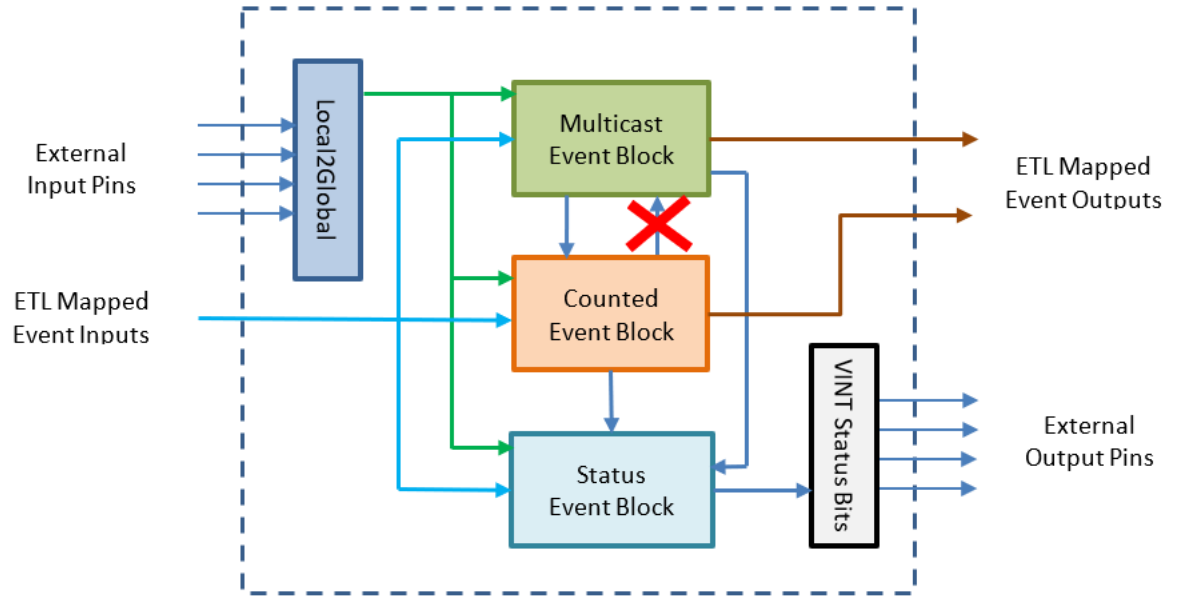 External
Input Pins
ETL Mapped
Event Inputs
Local2Global
Multicast
Event Block
Counted
Event Block
Status
Event Block
VINT Status Bits
ETL Mapped
Event Outputs
External
Output Pins